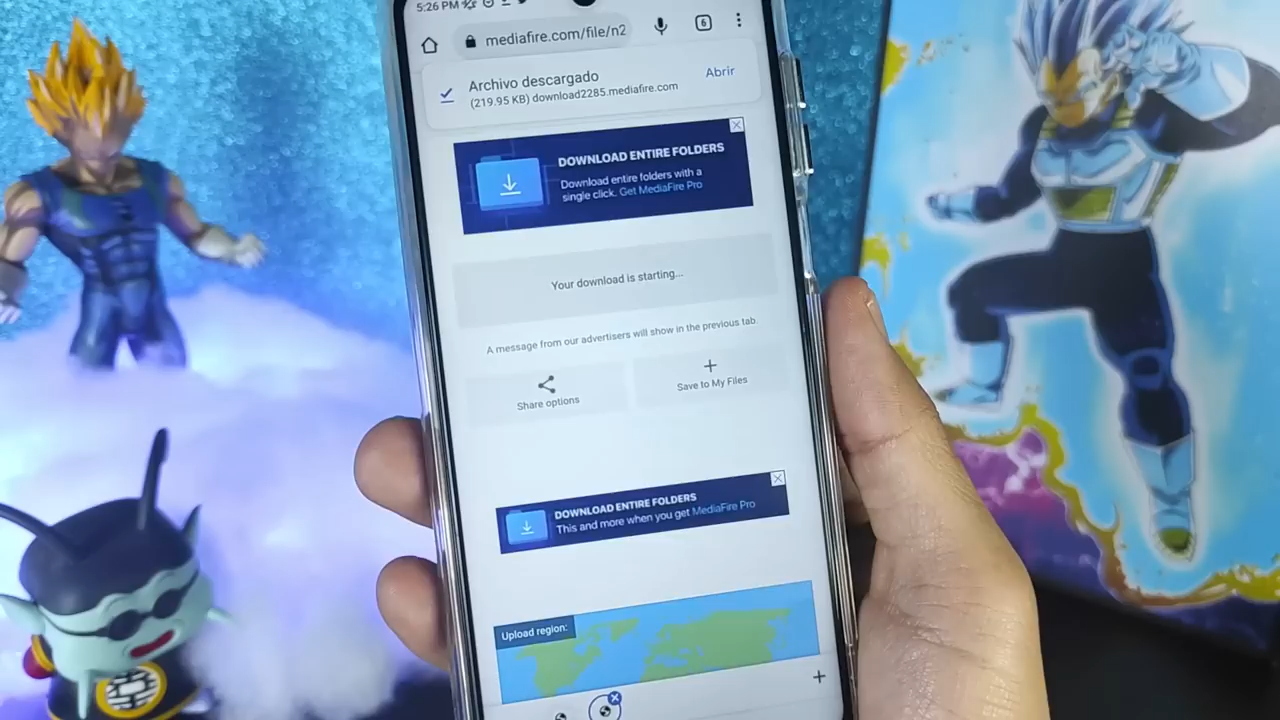 5:26 PM
mediafire.com/file/n2
6
Archivo descargado
Abrir
(219.95 KB) download2285.mediafire.com
DOWNLOAD ENTIRE FOLDERS
Download entire folders with a
single click. Get MediaFire Pro
Your download is starting...
A message from our advertisers will show in the previous tab.
Share options
Save to My Files
DOWNLOAD ENTIRE FOLDERS
This and more when you get MediaFire Pro
Upload region: